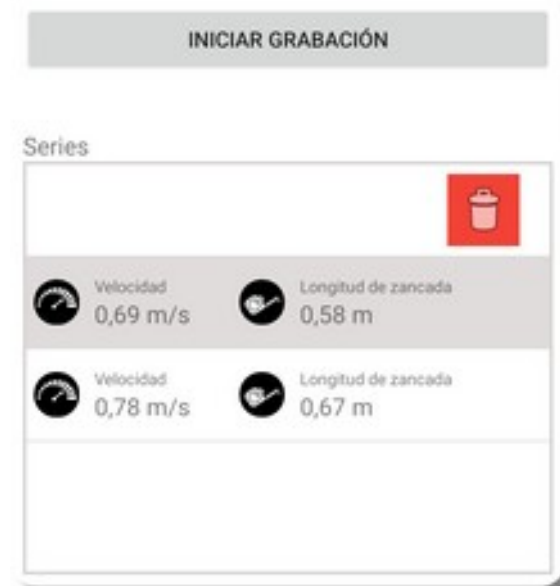 INICIAR GRABACIÓN
Series
Velocidad Longitud de zancada
0,69 m/s 0,58 m
Velocidad Longitud de zancada
0,78 m/s 0,67 m